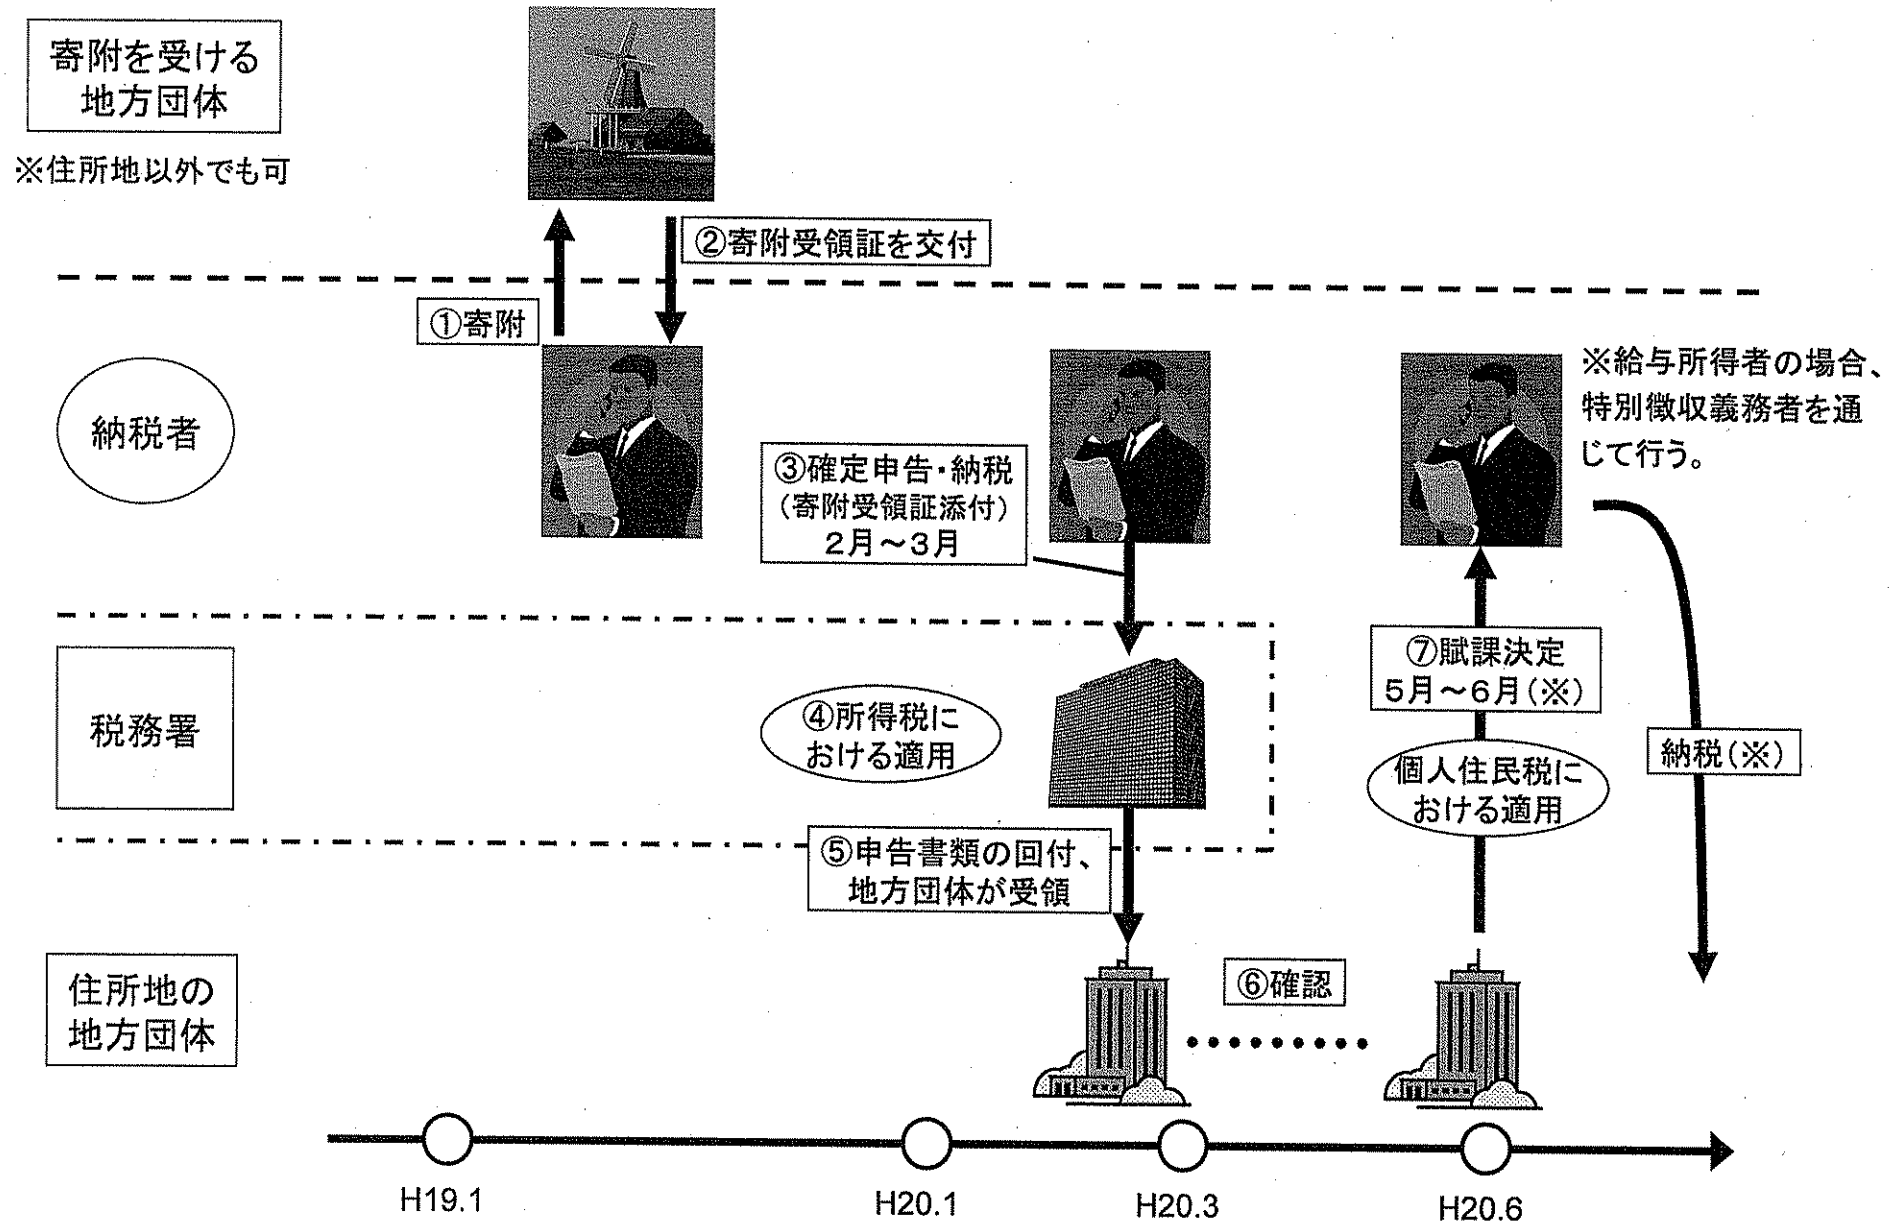 寄附を受ける
地方団体
※住所地以外でも可
②寄附受領証を交付
①寄附
納税者
③確定申告・納税
(寄附受領証添付)
2月~3月
※給与所得者の場合、
特別徴収義務者を通
じて行う。
税務署
④所得税に
おける適用
⑦賦課決定
5月~6月(※)
個人住民税に
おける適用
納税(※)
⑤申告書類の回付、
地方団体が受領
住所地の
地方団体
⑥確認
H19.1
H20.1
H20.3
H20.6